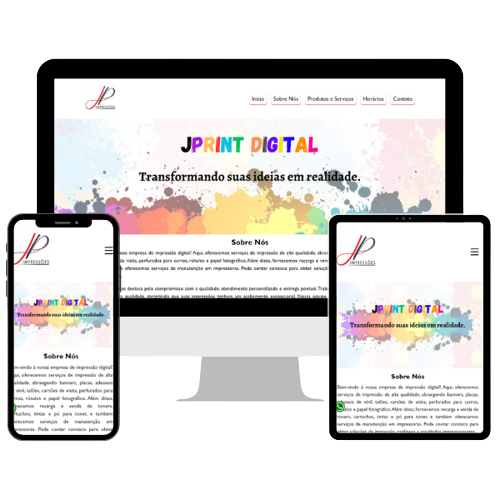 JP
IMPRESSÕES
Início Sobre Nós Produtos e Serviços Horários Contato
JPRINT DIGITAL
Transformando suas ideias em realidade.
Sobre Nós
nossa empresa de impressão digital! Aqui, oferecemos serviços de impressão de alta qualidade, abrangendo
de visita, perfurados para carros, rótulos e papel fotográfico. Além disso, fornecemos recarga e
oferecemos serviços de manutenção em impressoras. Pode contar conosco para obter
se destaca pelo compromisso com a qualidade, atendimento personalizado e entrega pontual.
qualidade, garantindo que suas impressões tenham um acabamento excepcional. Nossa equipe
JP
IMPRESSÕES
JPRINT DIGITAL
Transformando suas ideias em realidade.
Sobre Nós
Bem-vindo à nossa empresa de impressão digital!
Aqui, oferecemos serviços de impressão de alta
qualidade, abrangendo banners, placas, adesivos
de vinil, talões, cartões de visita, perfurados para
carros, rótulos e papel fotográfico. Além disso,
fornecemos recarga e venda de toners,
cartuchos, tintas e pó para toner, e também
oferecemos serviços de manutenção em
impressoras. Pode contar conosco para obter
JP
IMPRESSÕES
JPRINT DIGITAL
Transformando suas ideias em realidade.
Sobre Nós
Bem-vindo à nossa empresa de impressão digital! Aqui, oferecemos
serviços de impressão de alta qualidade, abrangendo banners, placas,
adesivos de vinil, talões, cartões de visita, perfurados para carros,
rótulos e papel fotográfico. Além disso, fornecemos recarga e venda de
toners, cartuchos, tintas e pó para toner, e também oferecemos
serviços de manutenção em impressoras. Pode contar conosco para
obter soluções de impressão confiáveis e resultados impressionantes.